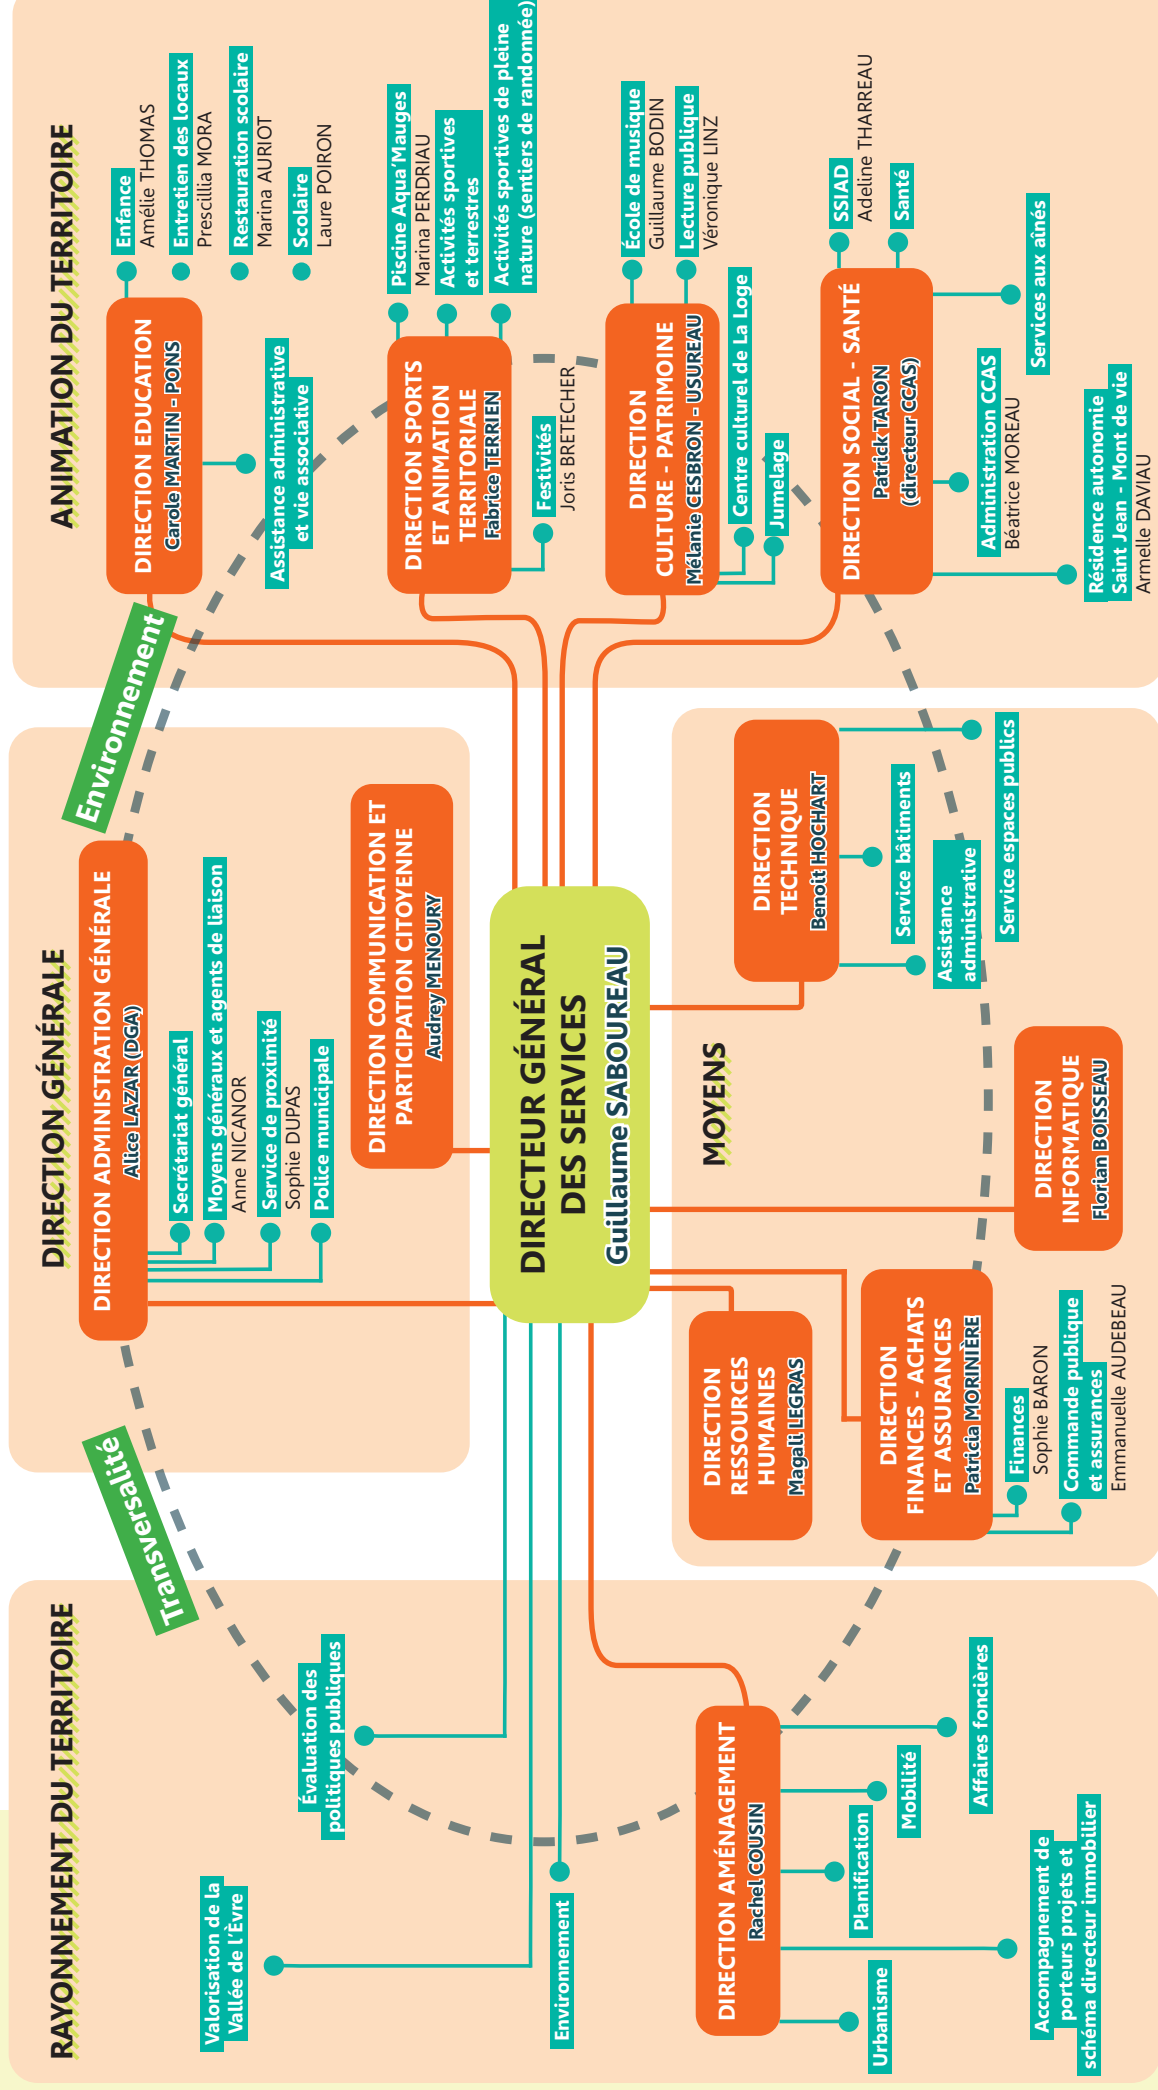 RAYONNEMENT DU TERRITOIRE
Valorisation de la
Vallée de l'Èvre
Évaluation des
politiques publiques
Environnement
DIRECTION AMÉNAGEMENT
Rachel COUSIN
Urbanisme
Planification
Mobilité
Affaires foncières
Accompagnement de
porteurs projets et
schéma directeur immobilier
Transversalité
DIRECTION GÉNÉRALE
DIRECTION ADMINISTRATION GÉNÉRALE
Alice LAZAR (DGA)
Secrétariat général
Moyens généraux et agents de liaison
Anne NICANOR
Service de proximité
Sophie DUPAS
Police municipale
DIRECTION COMMUNICATION ET
PARTICIPATION CITOYENNE
Audrey MENOURY
DIRECTEUR GÉNÉRAL
DES SERVICES
Guillaume SABOUREAU
MOYENS
DIRECTION
RESSOURCES
HUMAINES
Magali LEGRAS
DIRECTION
FINANCES - ACHATS
ET ASSURANCES
Patricia MORINIÈRE
Finances
Sophie BARON
Commande publique
et assurances
Emmanuelle AUDEBEAU
DIRECTION
INFORMATIQUE
Florian BOISSEAU
DIRECTION
TECHNIQUE
Benoit HOCHART
Assistance
administrative
Service bâtiments
Service espaces publics
Environnement
ANIMATION DU TERRITOIRE
DIRECTION EDUCATION
Carole MARTIN - PONS
Enfance
Amélie THOMAS
Entretien des locaux
Prescillia MORA
Restauration scolaire
Marina AURIOT
Scolaire
Laure POIRON
Assistance administrative
et vie associative
DIRECTION SPORTS
ET ANIMATION
TERRITORIALE
Fabrice TERRIEN
Piscine Aqua'Mauges
Marina PERDRIAU
Activités sportives
et terrestres
Activités sportives de pleine
nature (sentiers de randonnée)
Festivités
Joris BRETECHER
DIRECTION
CULTURE - PATRIMOINE
Mélanie CESBRON - USUREAU
École de musique
Guillaume BODIN
Lecture publique
Véronique LINZ
Centre culturel de La Loge
Jumelage
DIRECTION SOCIAL - SANTÉ
Patrick TARON
(directeur CCAS)
SSIAD
Adeline THARREAU
Santé
Services aux aînés
Administration CCAS
Béatrice MOREAU
Résidence autonomie
Saint Jean - Mont de vie
Armelle DAVIAU